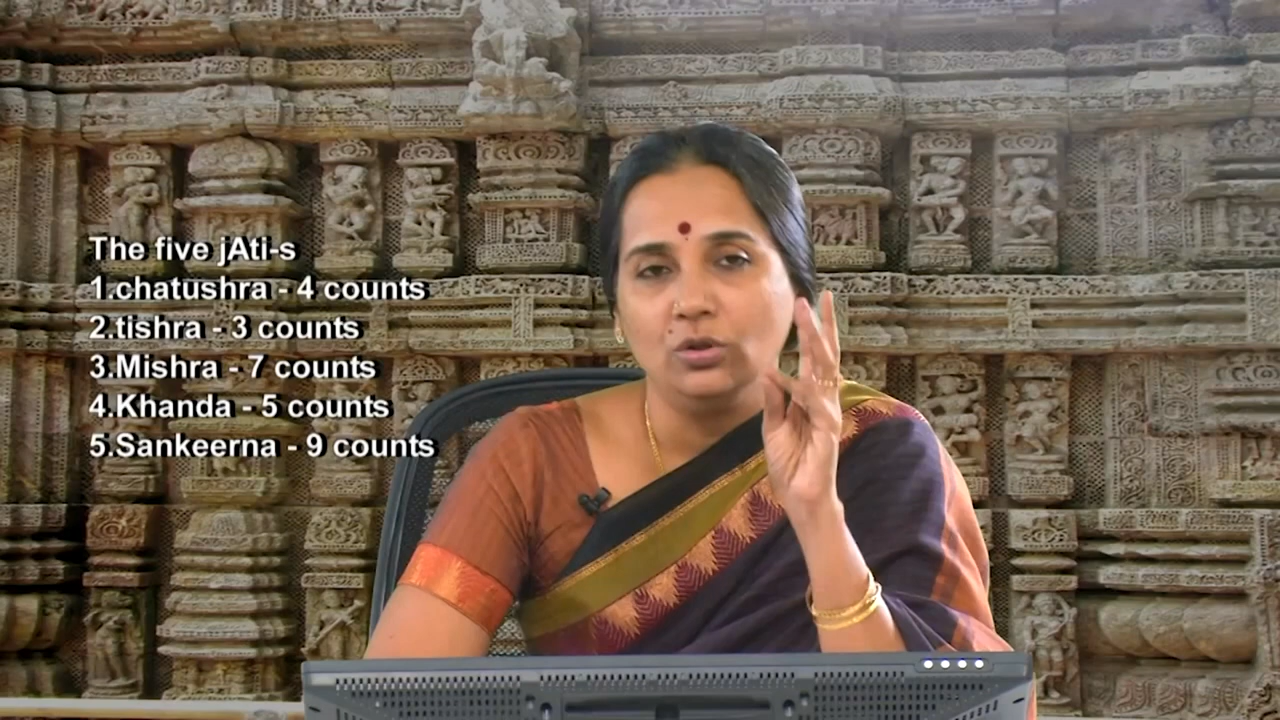 The five jAti-s
1.chatushra - 4 counts
2.tishra - 3 counts
3.Mishra - 7 counts
4.Khanda - 5 counts
5.Sankeerna - 9 counts